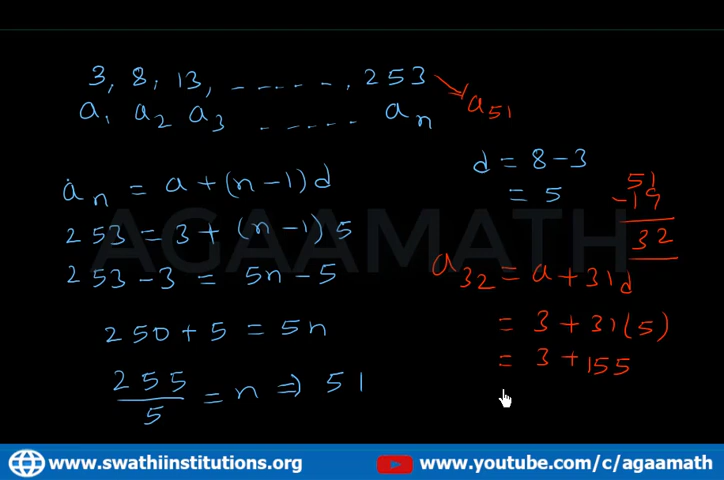 3, 8, 13, ......., 253
a₁ a₂ a₃ ...... aₙ
a₅₁
aₙ = a + (n - 1) d
253 = 3 + (n - 1) 5
253 - 3 = 5n - 5
250 + 5 = 5n
255/5 = n ⇒ 51
d = 8 - 3
= 5
51
- 19
32
a₃₂ = a + 31d
= 3 + 31(5)
= 3 + 155
AGAAMATH
www.swathiinstitutions.org
www.youtube.com/c/agaamath